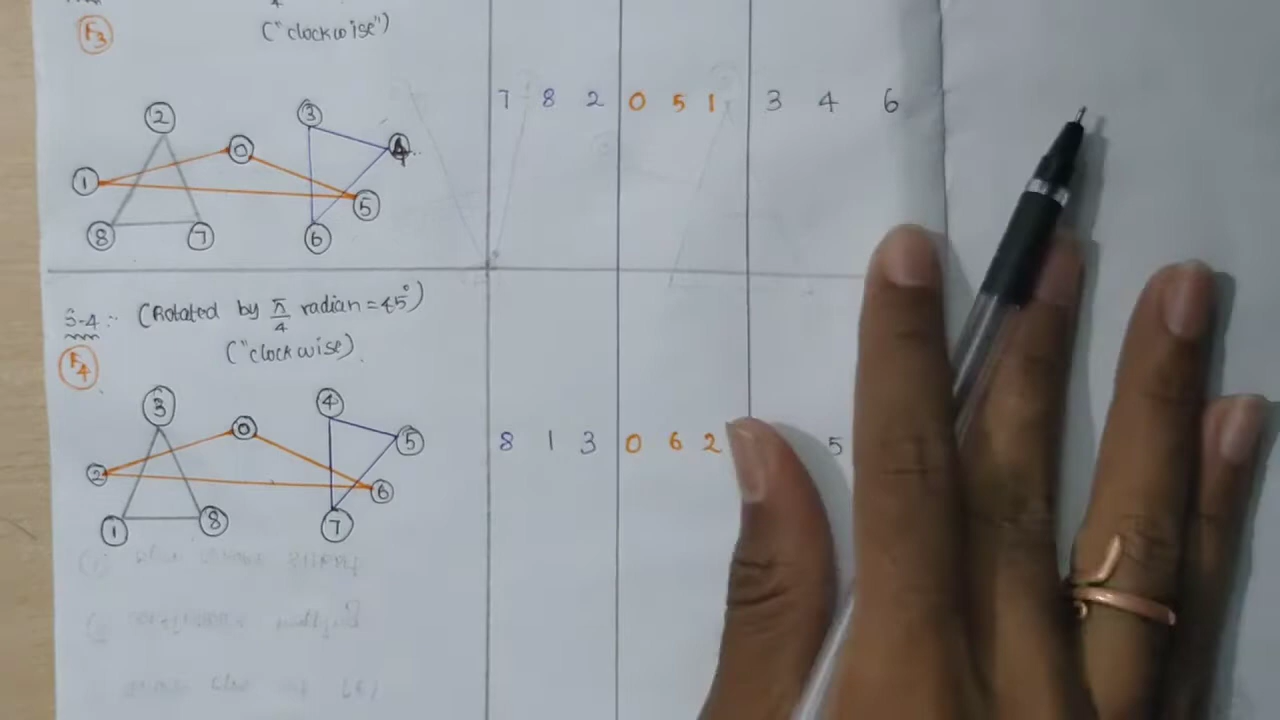 4
("clockwise")
F3
2
3
0
4
1
5
8
7
6
7 8 2 0 5 1 3 4 6
S-4:- (Rotated by π/4 radian = 45°)
("clockwise).
F4
3
4
0
5
2
6
1
8
7
8 1 3 0 6 2 5